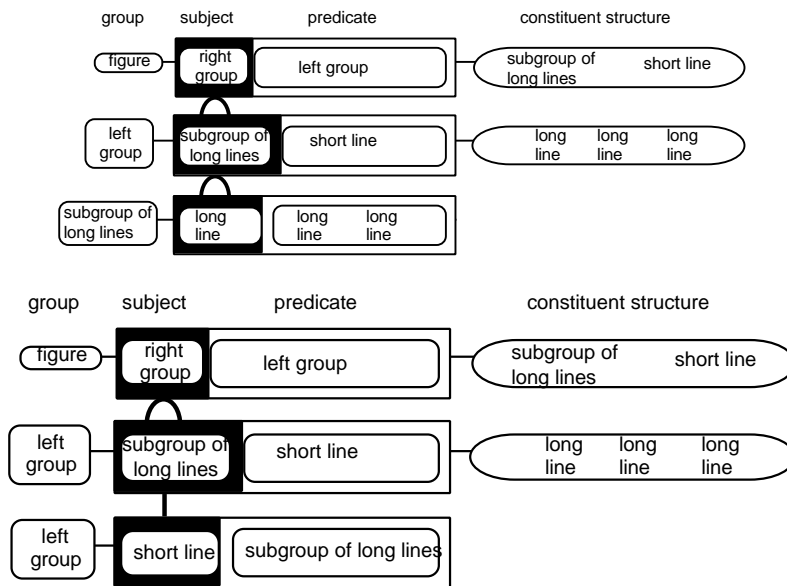 group subject predicate constituent structure
figure right group left group subgroup of long lines short line
left group subgroup of long lines short line long line long line long line
subgroup of long lines long line long line long line
group subject predicate constituent structure
figure right group left group subgroup of long lines short line
left group subgroup of long lines short line long line long line long line
left group short line subgroup of long lines